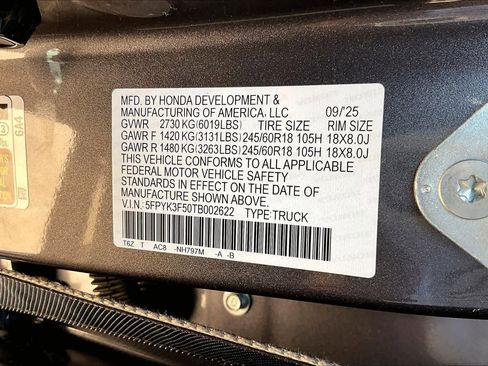 MFD. BY HONDA DEVELOPMENT &
MANUFACTURING OF AMERICA, LLC 09/'25
GVWR 2730 KG(6019LBS) TIRE SIZE RIM SIZE
GAWR F 1420 KG(3131LBS) 245/60R18 105H 18X8.0J
GAWR R 1480 KG(3263LBS) 245/60R18 105H 18X8.0J
THIS VEHICLE CONFORMS TO ALL APPLICABLE
FEDERAL MOTOR VEHICLE SAFETY
STANDARDS IN EFFECT ON THE DATE OF
MANUFACTURE SHOWN ABOVE.
V.I.N.: 5FPYK3F50TB002622 TYPE:TRUCK
T6Z T AC8 -NH797M -A -B
6A4
3